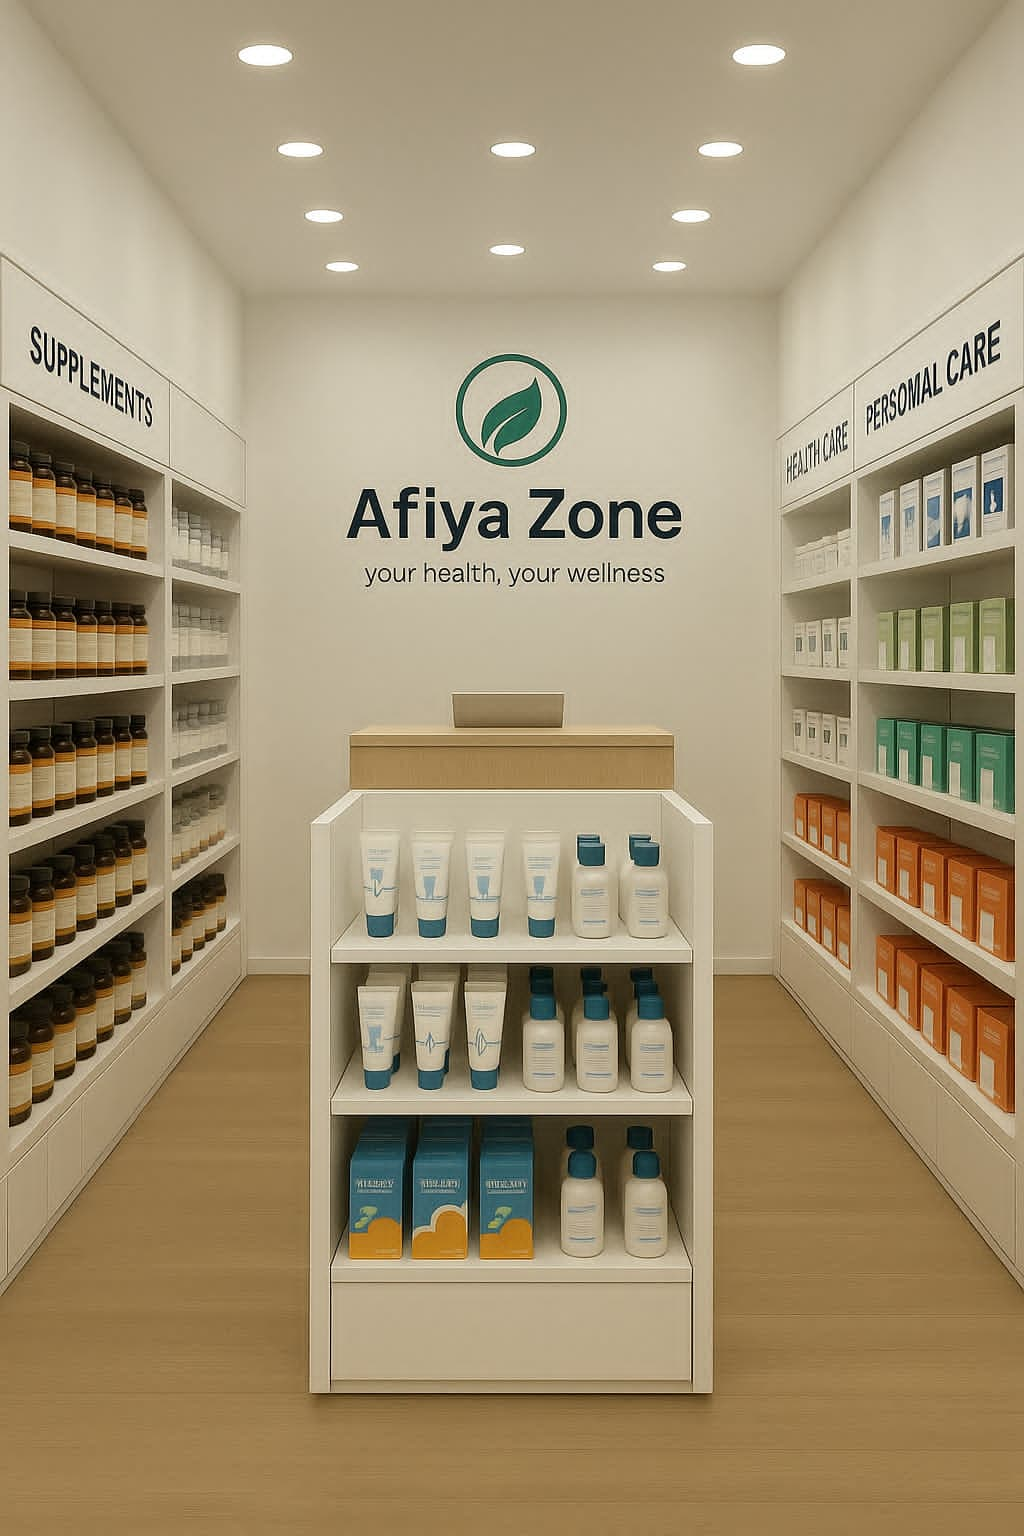 SUPPLEMENTS
Afiya Zone
your health, your wellness
HEALTH CARE
PERSOMAL CARE